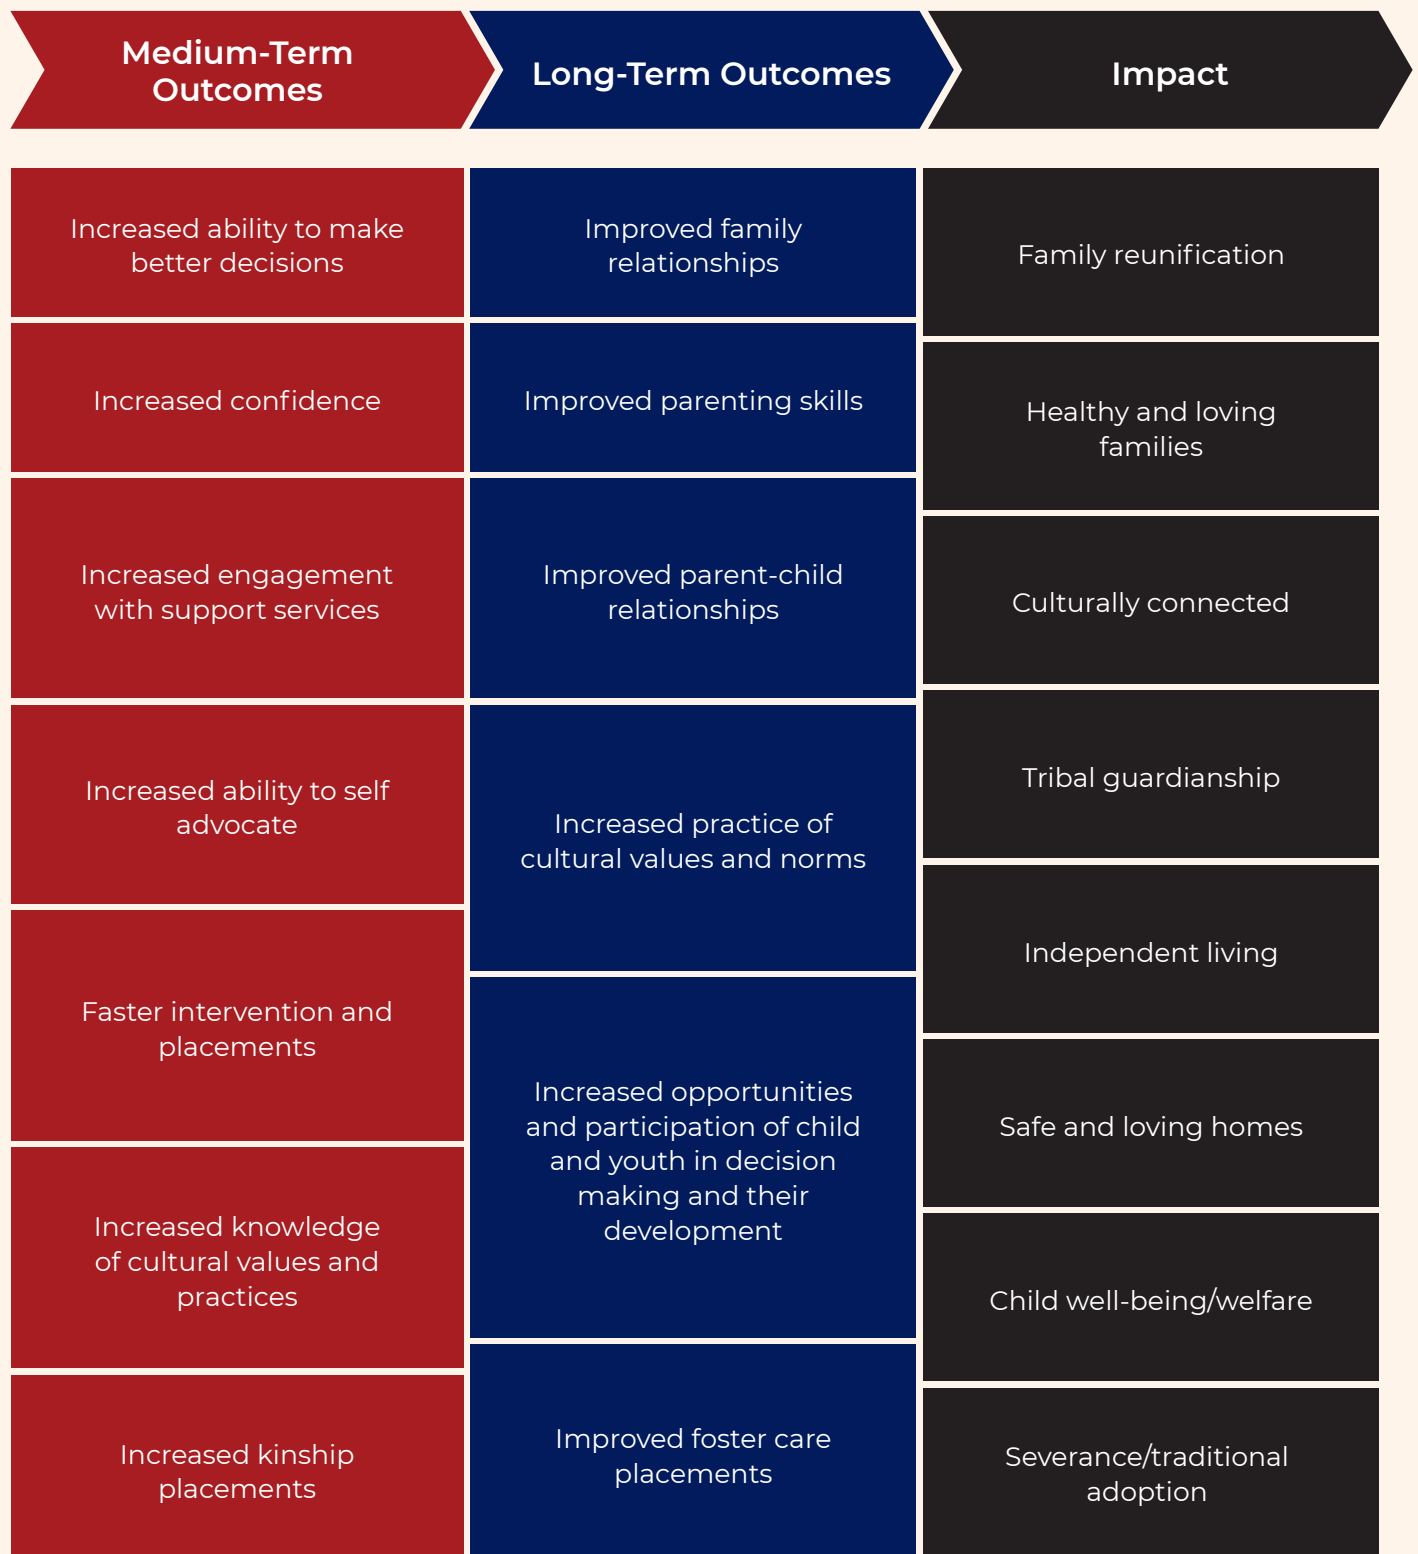 Medium-Term
Outcomes
Long-Term Outcomes
Impact
Increased ability to make
better decisions
Increased confidence
Increased engagement
with support services
Increased ability to self
advocate
Faster intervention and
placements
Increased knowledge
of cultural values and
practices
Increased kinship
placements
Improved family
relationships
Improved parenting skills
Improved parent-child
relationships
Increased practice of
cultural values and norms
Increased opportunities
and participation of child
and youth in decision
making and their
development
Improved foster care
placements
Family reunification
Healthy and loving
families
Culturally connected
Tribal guardianship
Independent living
Safe and loving homes
Child well-being/welfare
Severance/traditional
adoption